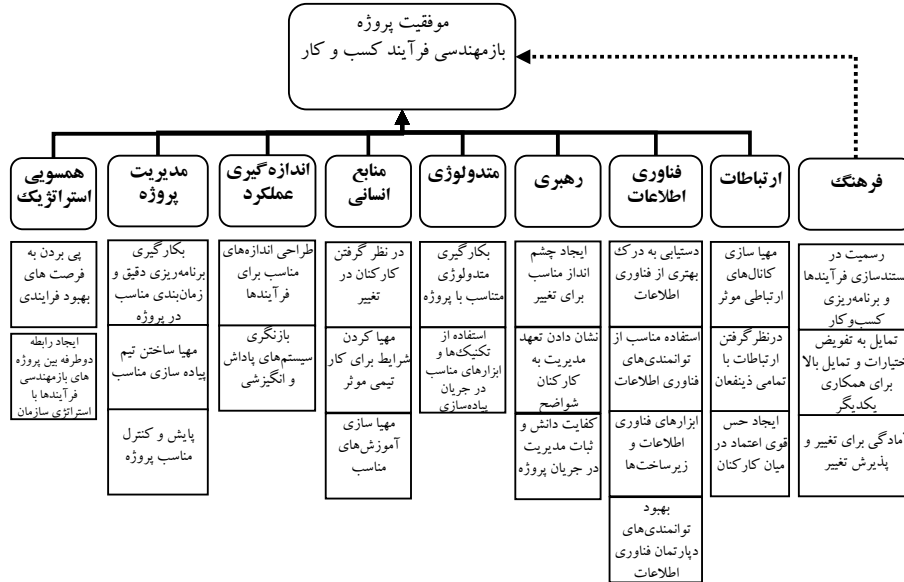 موفقیت پروژه
بازمهندسی فرآیند کسب و کار
فرهنگ
رسمیت در
مستندسازی فرآیندها
و برنامه‌ریزی
کسب‌وکار
تمایل به تفویض
اختیارات و تمایل بالا
برای همکاری
یکدیگر
آمادگی برای تغییر و
پذیرش تغییر
ارتباطات
مهیا سازی
کانال‌های
ارتباطی موثر
درنظرگرفتن
ارتباطات با
تمامی ذینفعان
ایجاد حس
قوی اعتماد در
میان کارکنان
فناوری
اطلاعات
دستیابی به درک
بهتری از فناوری
اطلاعات
استفاده مناسب از
توانمندی‌های
فناوری اطلاعات
ابزارهای فناوری
اطلاعات و
زیرساخت‌ها
بهبود
توانمندی‌های
دپارتمان فناوری
اطلاعات
رهبری
ایجاد چشم
انداز مناسب
برای تغییر
نشان دادن تعهد
مدیریت به
کارکنان
شواضح
کفایت دانش و
ثبات مدیریت
در جریان پروژه
متدولوژی
بکارگیری
متدولوژی
متناسب با پروژه
استفاده از
تکنیک‌ها و
ابزارهای مناسب
در جریان
پیاده‌سازی
منابع
انسانی
در نظر گرفتن
کارکنان در
تغییر
مهیا کردن
شرایط برای کار
تیمی موثر
مهیا سازی
آموزش‌های
مناسب
اندازه‌گیری
عملکرد
طراحی اندازه‌های
مناسب برای
فرآیندها
بازنگری
سیستم‌های پاداش
و انگیزشی
مدیریت
پروژه
بکارگیری
برنامه‌ریزی دقیق و
زمان‌بندی مناسب
در پروژه
مهیا ساختن تیم
پیاده سازی مناسب
پایش و کنترل
مناسب پروژه
همسویی
استراتژیک
پی بردن به
فرصت های
بهبود فرایندی
ایجاد رابطه
دوطرفه بین پروژه
های بازمهندسی
فرآیندها با
استراتژی سازمان